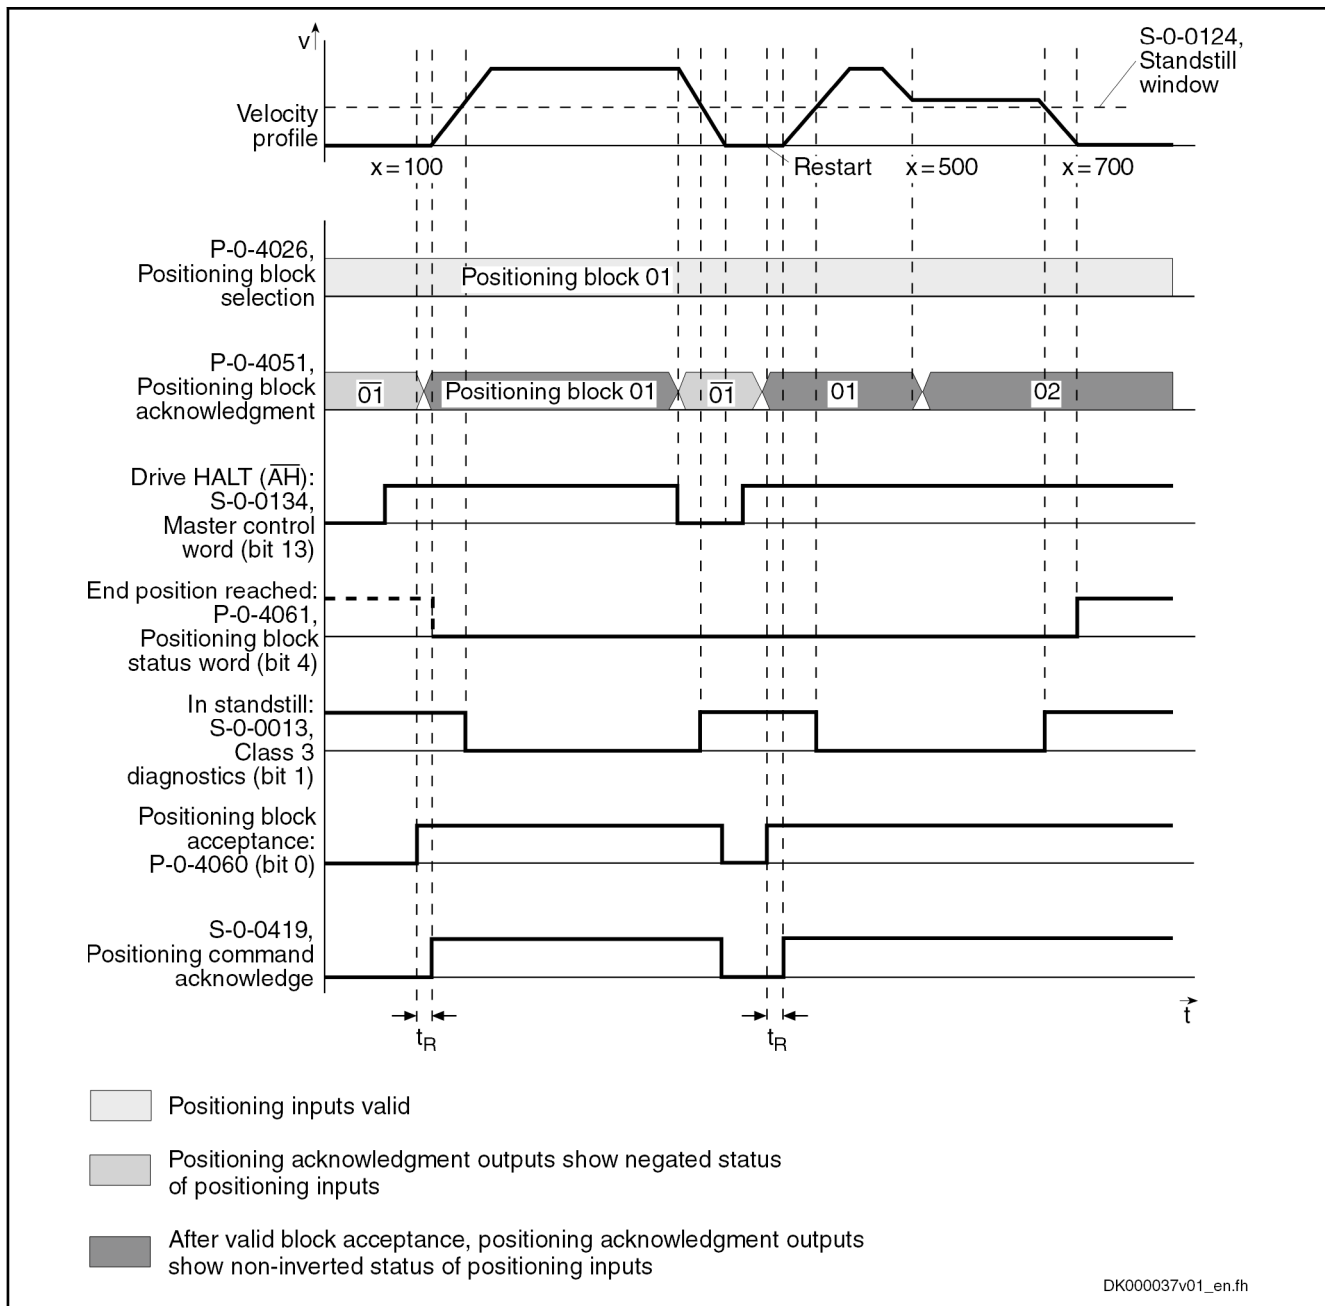 v
S-0-0124,
Standstill
window
Velocity
profile
x = 100
Restart
x = 500
x = 700
P-0-4026,
Positioning block
selection
Positioning block 01
P-0-4051,
Positioning block
acknowledgment
0̅1̅
Positioning block 01
0̅1̅
01
02
Drive HALT (A̅H̅):
S-0-0134,
Master control
word (bit 13)
End position reached:
P-0-4061,
Positioning block
status word (bit 4)
In standstill:
S-0-0013,
Class 3
diagnostics (bit 1)
Positioning block
acceptance:
P-0-4060 (bit 0)
S-0-0419,
Positioning command
acknowledge
t
tR
tR
Positioning inputs valid
Positioning acknowledgment outputs show negated status
of positioning inputs
After valid block acceptance, positioning acknowledgment outputs
show non-inverted status of positioning inputs
DK000037v01_en.fh